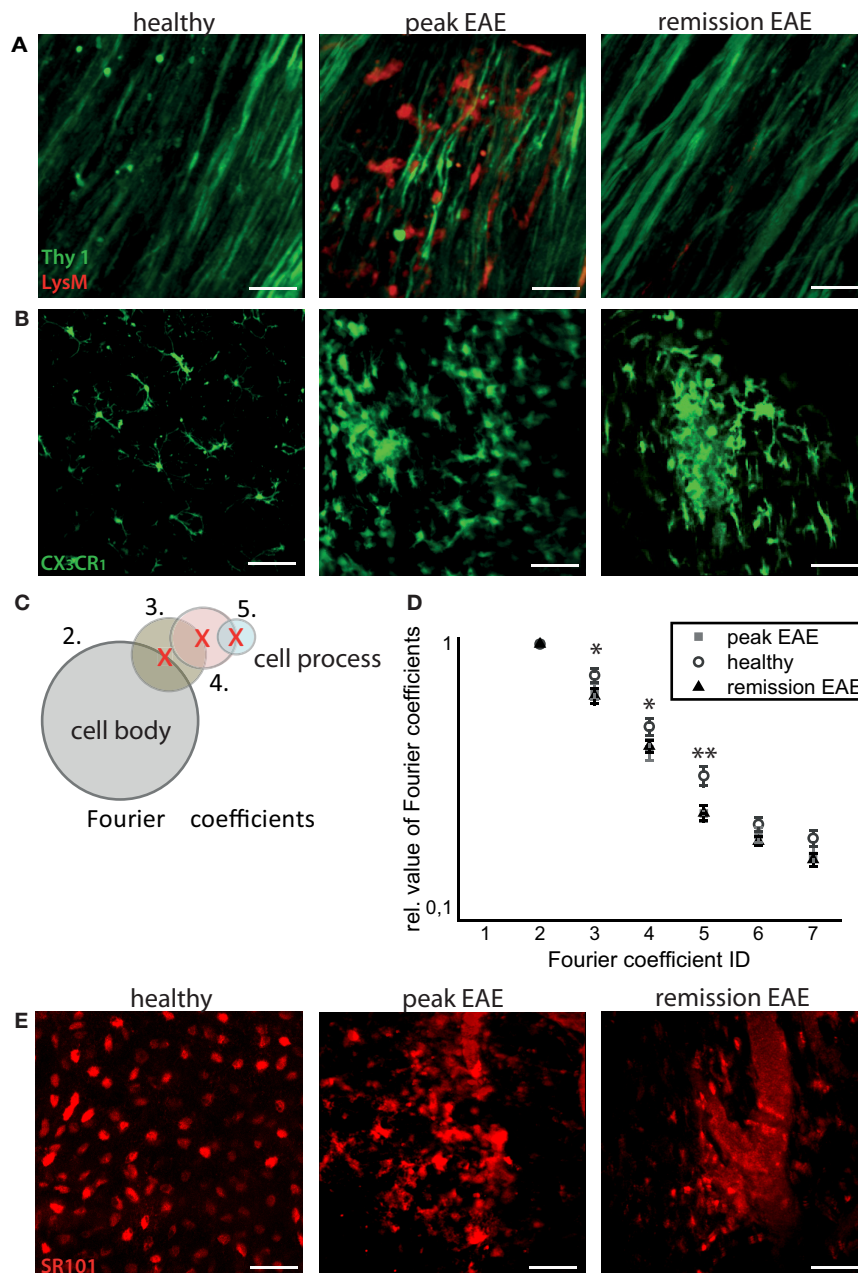 healthy peak EAE remission EAE
A
Thy 1
LysM
B
CX3CR1
C
2. 3. 5.
4.
cell process
cell body
Fourier coefficients
D
rel. value of Fourier coefficients
1
0,1
* * **
peak EAE
healthy
remission EAE
1 2 3 4 5 6 7
Fourier coefficient ID
healthy peak EAE remission EAE
E
SR101